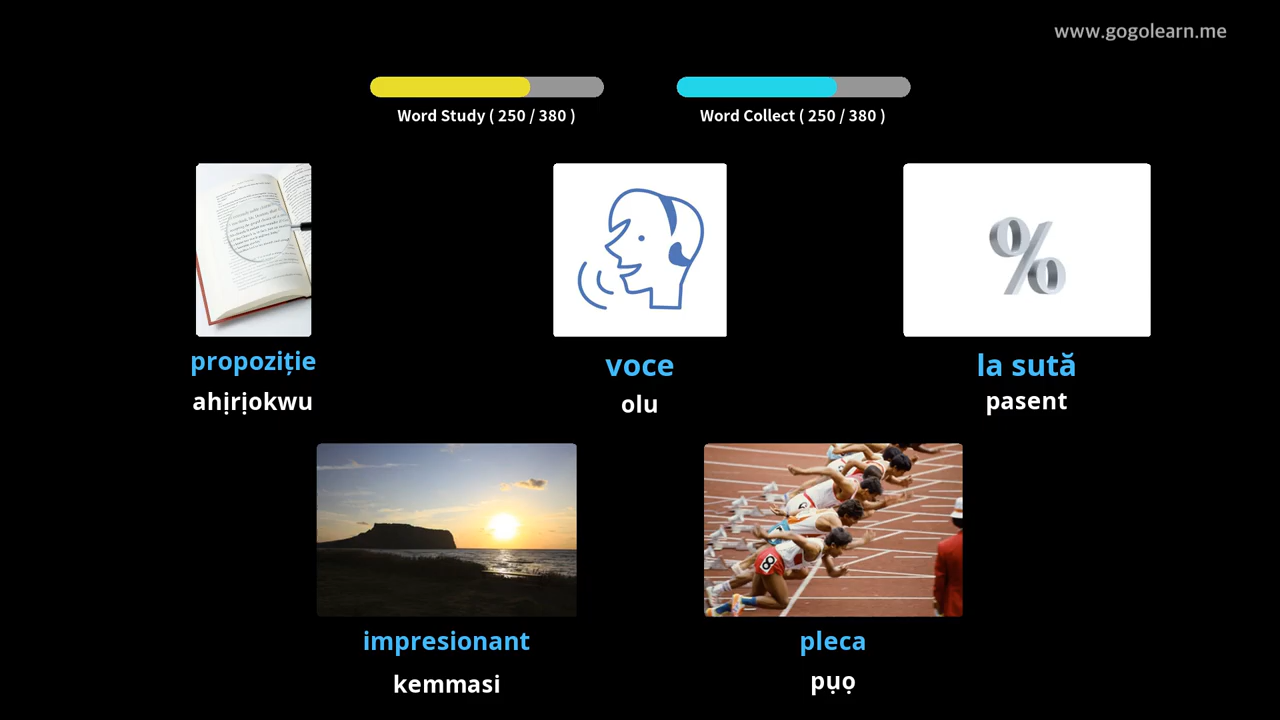 www.gogolearn.me
Word Study ( 250 / 380 )
Word Collect ( 250 / 380 )
%
propoziție
ahịrịokwu
voce
olu
la sută
pasent
8
impresionant
kemmasi
pleca
pụọ